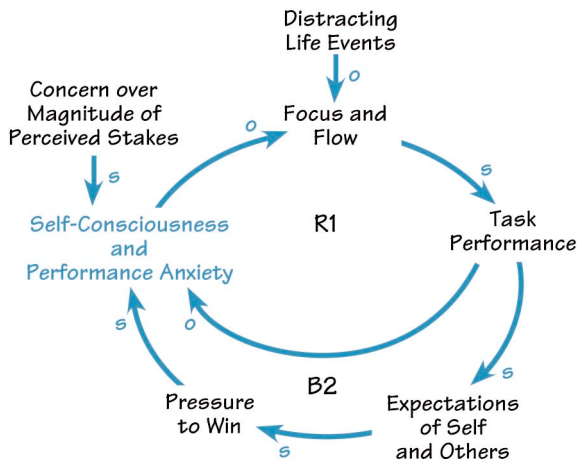 Distracting
Life Events
o
Concern over
Magnitude of
Perceived Stakes
s
Focus and
Flow
o
s
Self-Consciousness
and
Performance Anxiety
R1
Task
Performance
s
o
B2
s
Pressure
to Win
s
Expectations
of Self
and Others